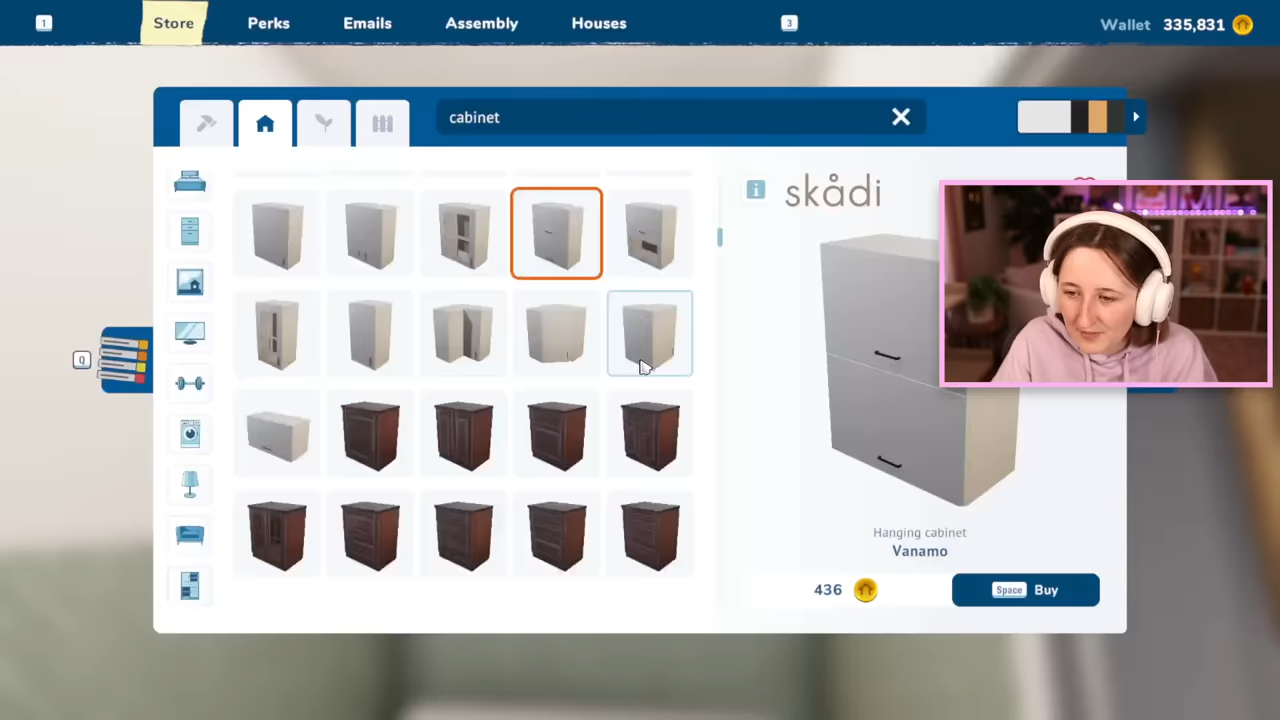 1
Store
Perks
Emails
Assembly
Houses
3
Wallet 335,831
cabinet
skådi
Q
Hanging cabinet
Vanamo
436
Space Buy